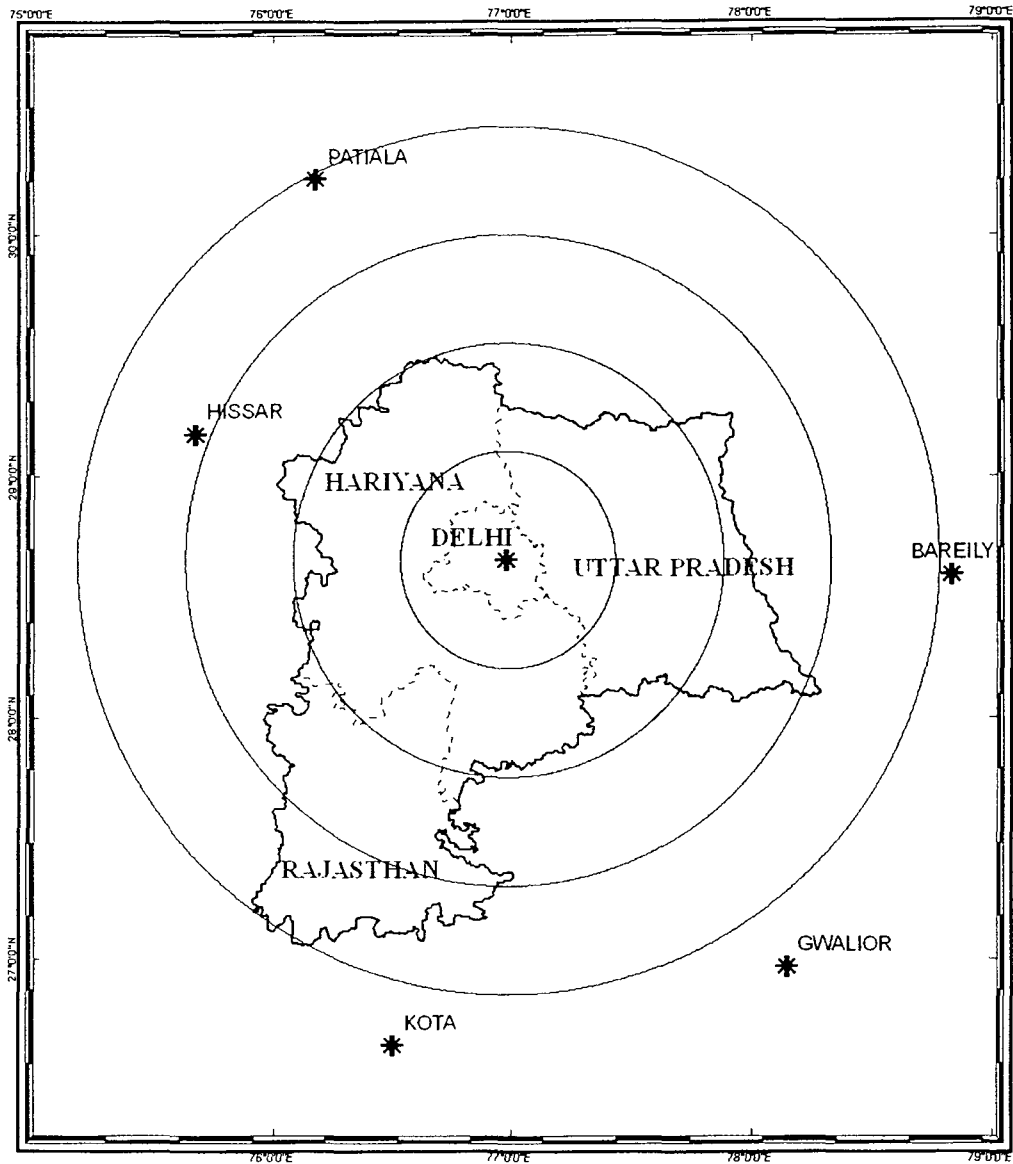 75°0'0"E 76°0'0"E 77°0'0"E 78°0'0"E 79°0'0"E
PATIALA
30°0'0"N
HISSAR
29°0'0"N
HARIYANA
DELHI
BAREILY
UTTAR PRADESH
28°0'0"N
RAJASTHAN
GWALIOR
27°0'0"N
KOTA
76°0'0"E 77°0'0"E 78°0'0"E 79°0'0"E